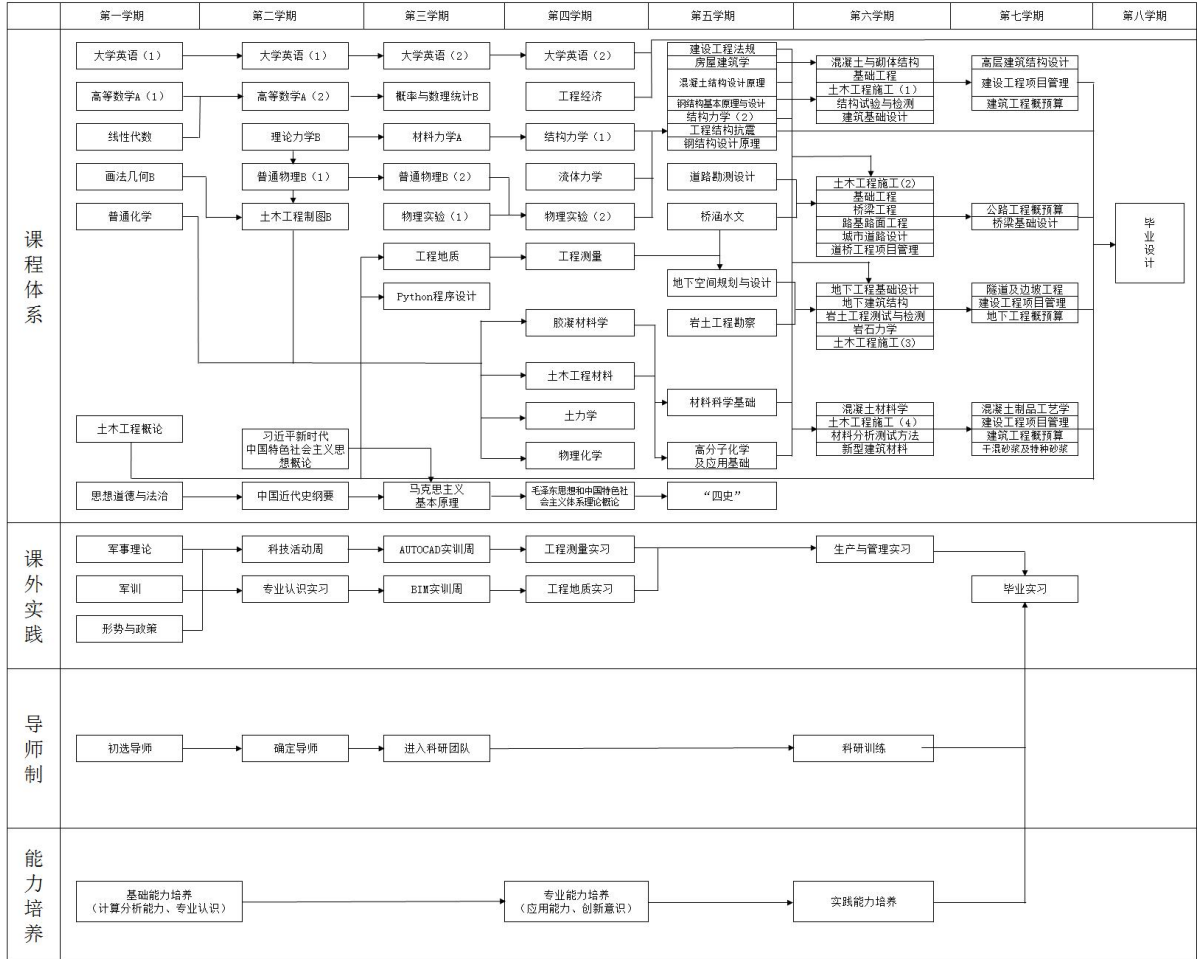 第一学期
第二学期
第三学期
第四学期
第五学期
第六学期
第七学期
第八学期
课程体系
大学英语（1）
高等数学A（1）
线性代数
画法几何B
普通化学
土木工程概论
思想道德与法治
大学英语（1）
高等数学A（2）
理论力学B
普通物理B（1）
土木工程制图B
习近平新时代
中国特色社会主义思
想概论
中国近代史纲要
大学英语（2）
概率与数理统计B
材料力学A
普通物理B（2）
物理实验（1）
工程地质
Python程序设计
马克思主义
基本原理
大学英语（2）
工程经济
结构力学（1）
流体力学
物理实验（2）
工程测量
胶凝材料学
土木工程材料
土力学
物理化学
毛泽东思想和中国特色社
会主义体系理论概论
建设工程法规
房屋建筑学
混凝土结构设计原理
钢结构基本原理与设计
结构力学（2）
工程结构抗震
钢结构设计原理
道路勘测设计
桥涵水文
地下空间规划与设计
岩土工程勘察
材料科学基础
高分子化学
及应用基础
“四史”
混凝土与砌体结构
基础工程
土木工程施工（1）
结构试验与检测
建筑基础设计
土木工程施工(2)
基础工程
桥梁工程
路基路面工程
城市道路设计
道桥工程项目管理
地下工程基础设计
地下建筑结构
岩土工程测试与检测
岩石力学
土木工程施工(3)
混凝土材料学
土木工程施工（4）
材料分析测试方法
新型建筑材料
高层建筑结构设计
建设工程项目管理
建筑工程概预算
公路工程概预算
桥梁基础设计
隧道及边坡工程
建设工程项目管理
地下工程概预算
混凝土制品工艺学
建设工程项目管理
建筑工程概预算
干混砂浆及特种砂浆
毕业设计
课外实践
军事理论
军训
形势与政策
科技活动周
专业认识实习
AUTOCAD实训周
BIM实训周
工程测量实习
工程地质实习
生产与管理实习
毕业实习
导师制
初选导师
确定导师
进入科研团队
科研训练
能力培养
基础能力培养
（计算分析能力、专业认识）
专业能力培养
（应用能力、创新意识）
实践能力培养